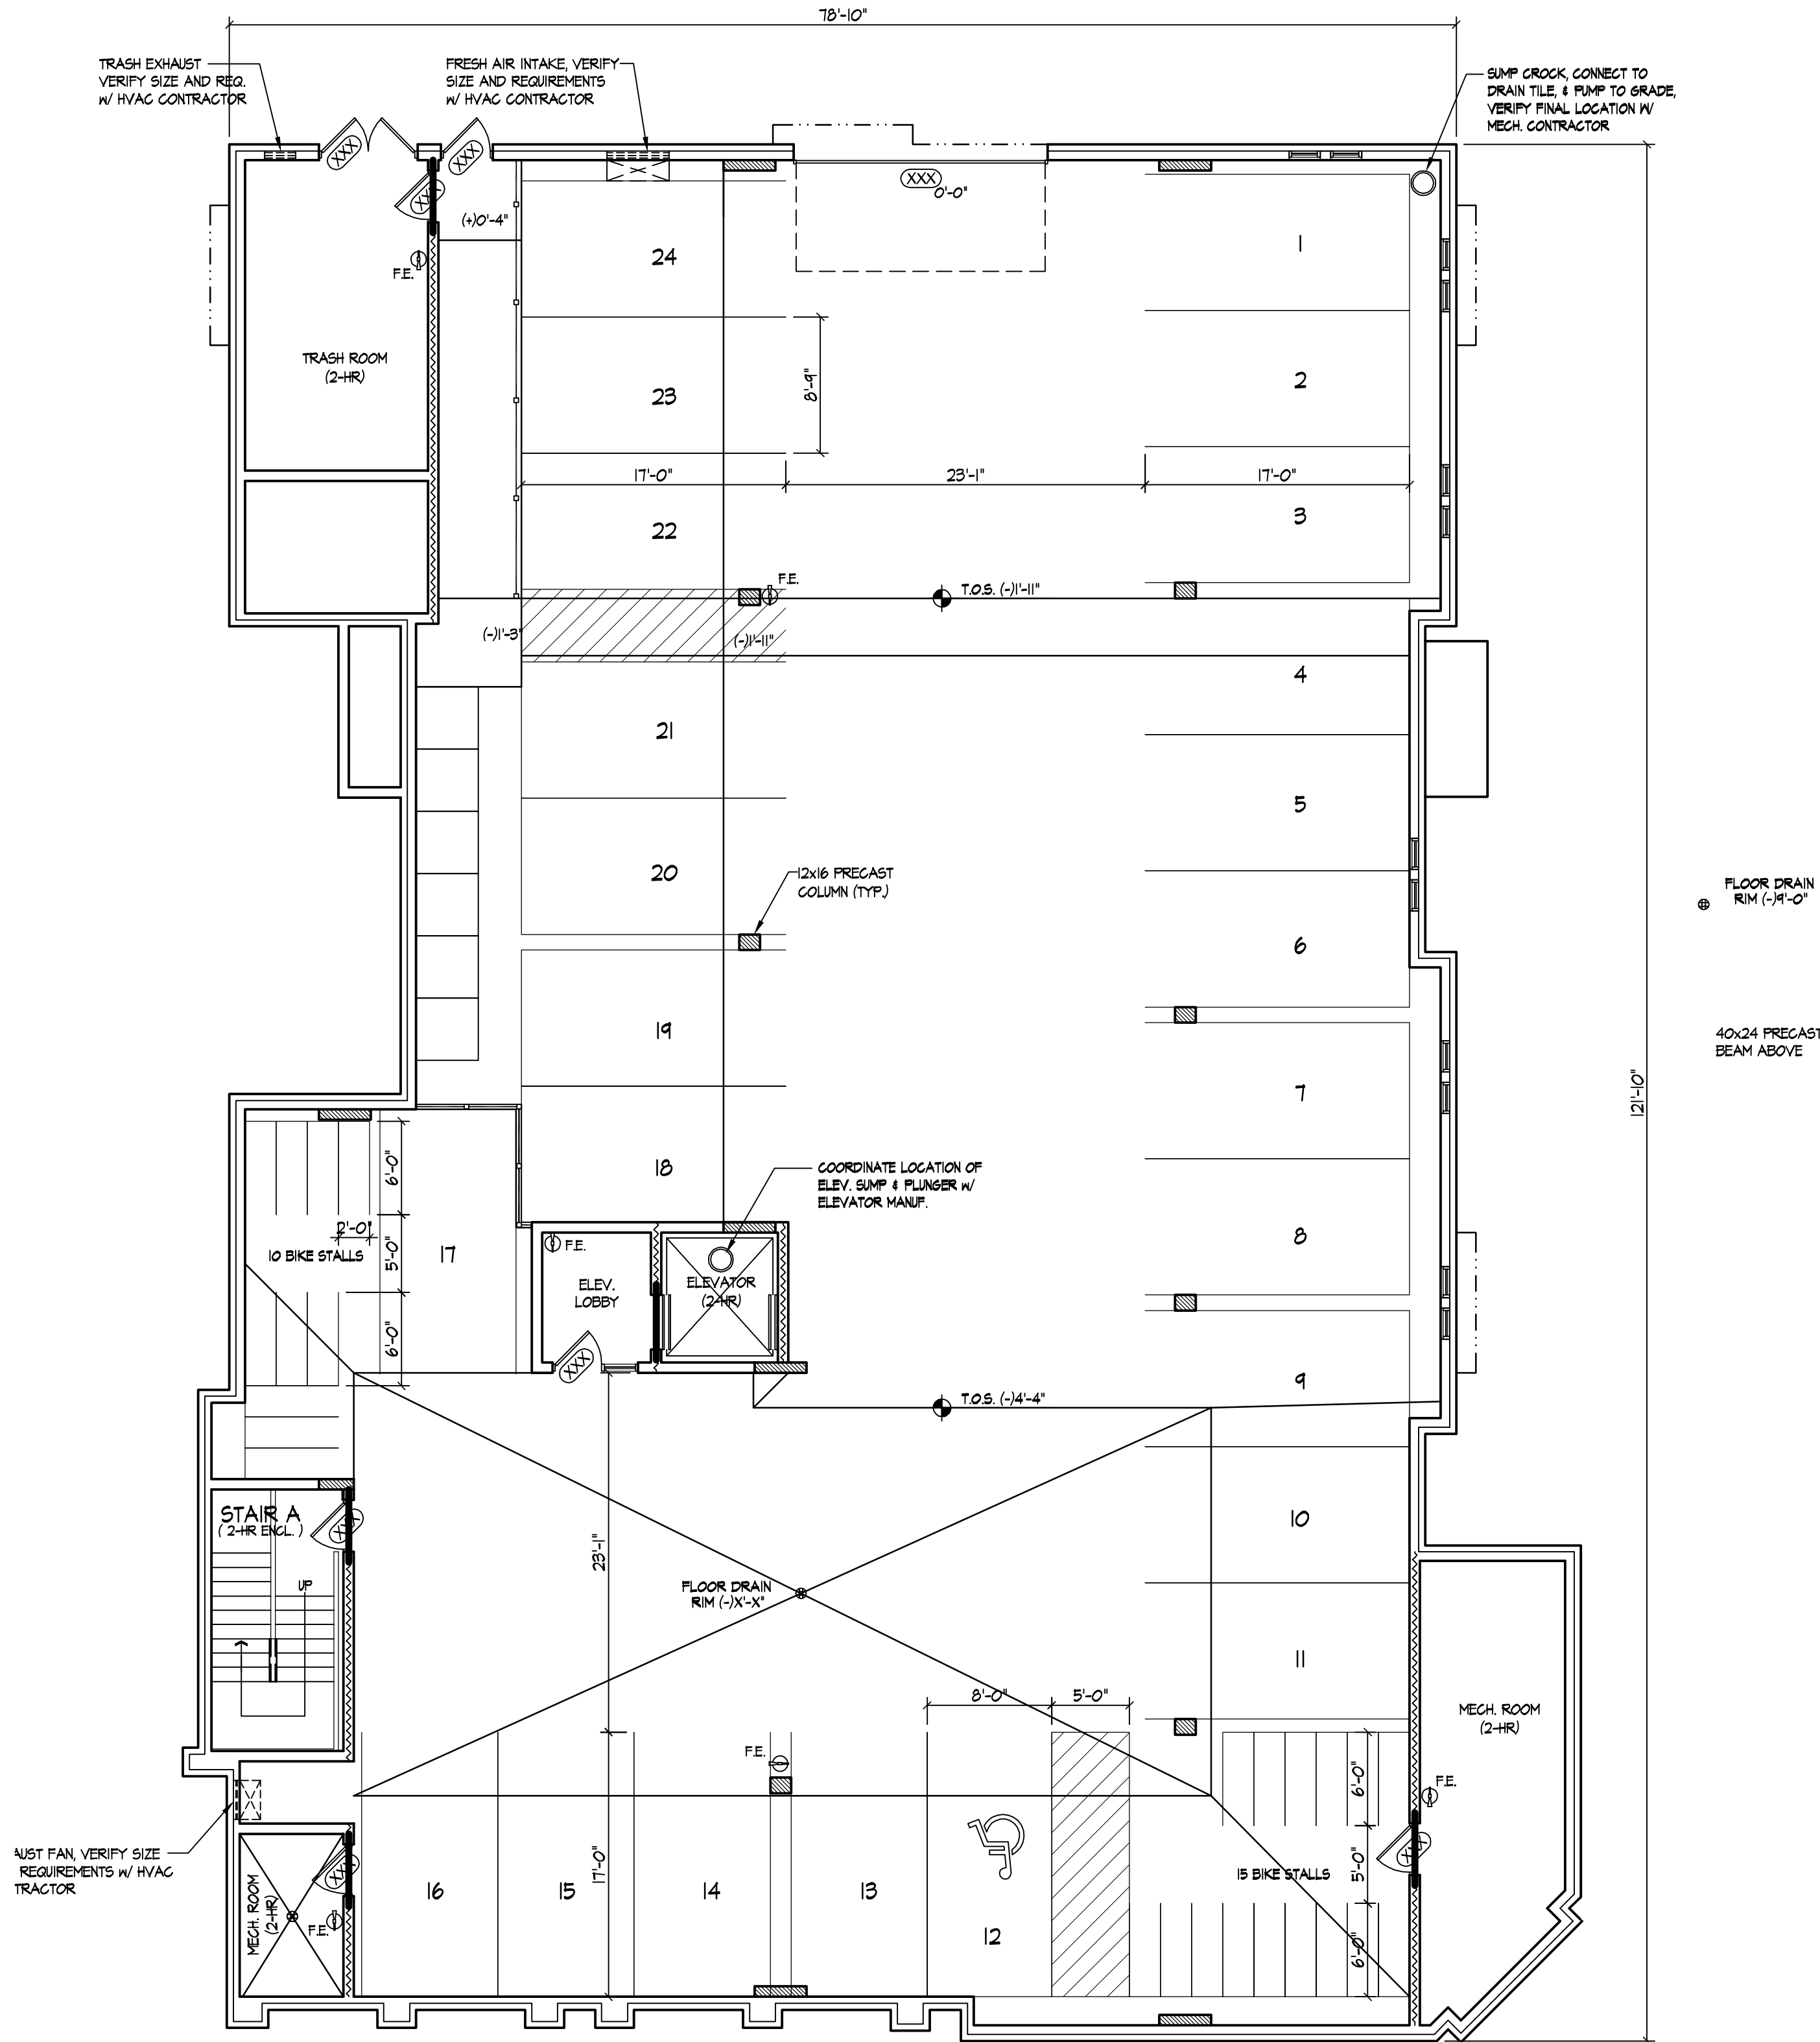 78'-10"
TRASH EXHAUST
VERIFY SIZE AND REQ.
W/ HVAC CONTRACTOR
FRESH AIR INTAKE, VERIFY
SIZE AND REQUIREMENTS
W/ HVAC CONTRACTOR
SUMP CROCK, CONNECT TO
DRAIN TILE, & PUMP TO GRADE,
VERIFY FINAL LOCATION W/
MECH. CONTRACTOR
XXX
XXX
XXX
0'-0"
XXX
(+)0'-4"
24
1
F.E.
TRASH ROOM
(2-HR)
23
8'-9"
2
17'-0"
23'-1"
17'-0"
22
3
F.E.
T.O.S. (-)1'-11"
(-)1'-3"
(-)1'-11"
4
21
5
20
12x16 PRECAST
COLUMN (TYP.)
FLOOR DRAIN
RIM (-)9'-0"
6
19
40x24 PRECAST
BEAM ABOVE
7
121'-10"
6'-0"
18
COORDINATE LOCATION OF
ELEV. SUMP & PLUNGER W/
ELEVATOR MANUF.
2'-0"
10 BIKE STALLS
5'-0"
17
F.E.
8
ELEV.
LOBBY
ELEVATOR
(2-HR)
6'-0"
XXX
9
T.O.S. (-)4'-4"
STAIR A
( 2-HR ENCL. )
XXX
10
23'-1"
UP
FLOOR DRAIN
RIM (-)X'-X"
11
8'-0"
5'-0"
MECH. ROOM
(2-HR)
F.E.
6'-0"
F.E.
AUST FAN, VERIFY SIZE
REQUIREMENTS W/ HVAC
TRACTOR
XXX
XXX
17'-0"
5'-0"
15 BIKE STALLS
16
15
14
13
12
MECH. ROOM
(2-HR)
F.E.
6'-0"